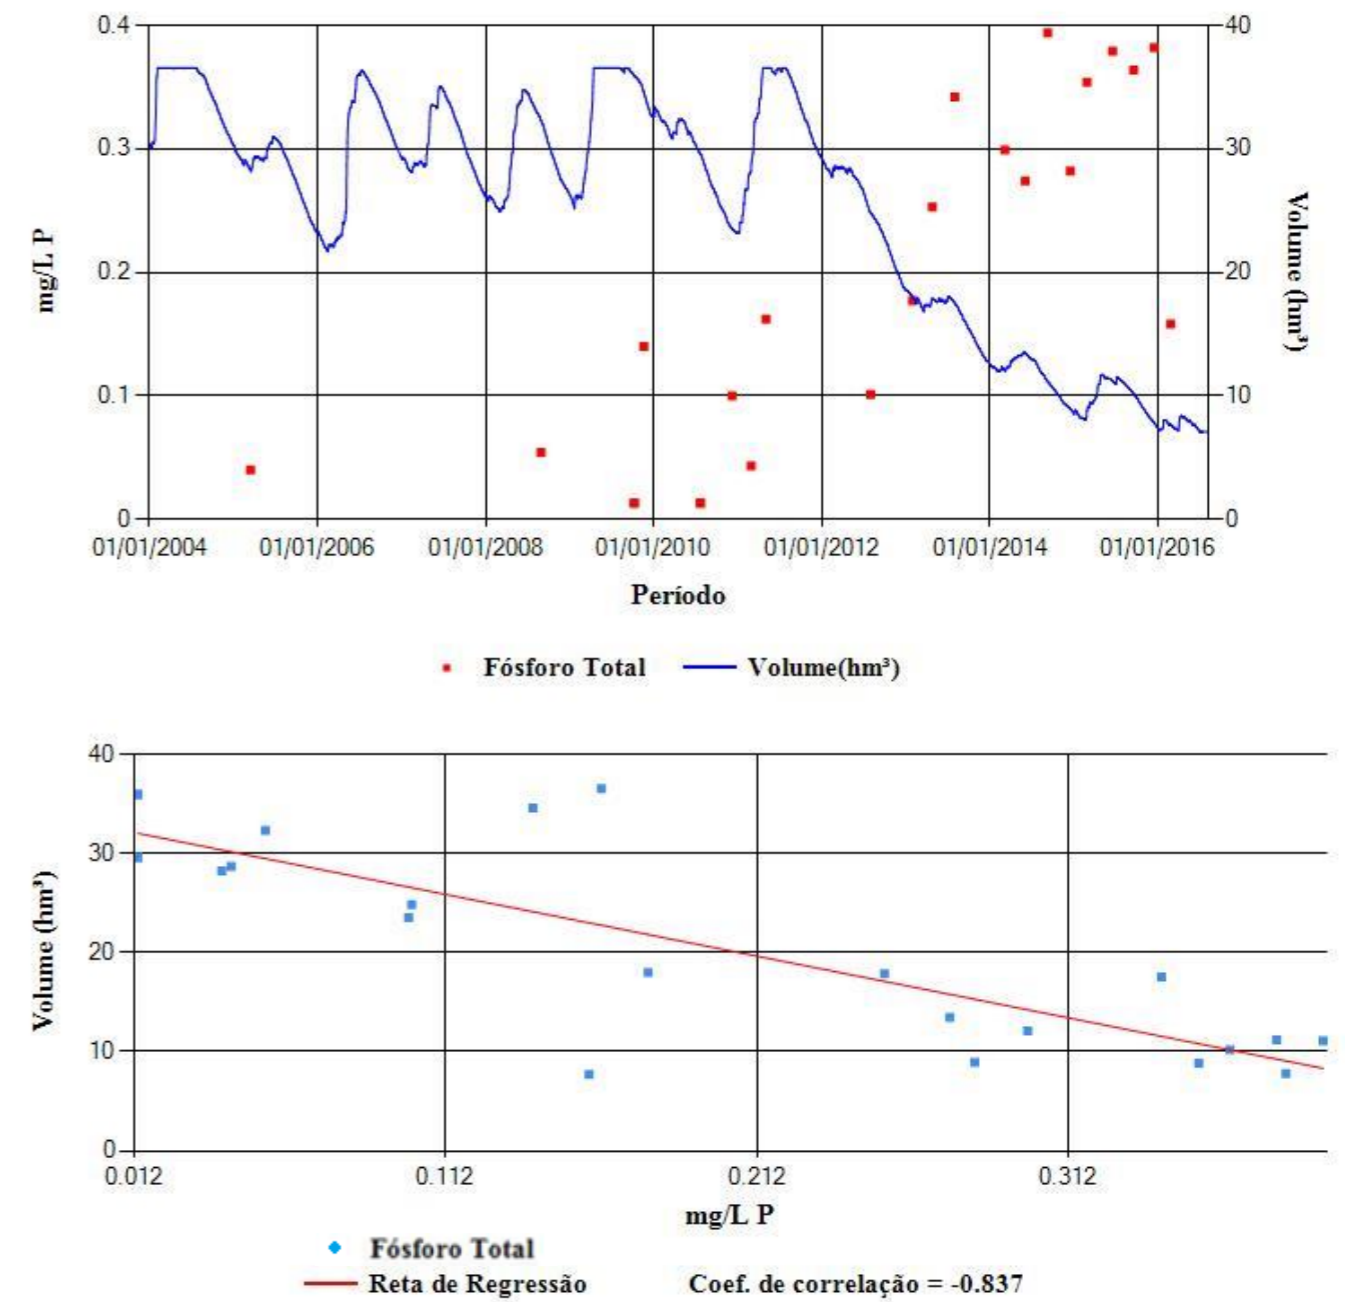 0.4 40
0.3 30
0.2 20
0.1 10
0 0
mg/L P
Volume (hm³)
01/01/2004 01/01/2006 01/01/2008 01/01/2010 01/01/2012 01/01/2014 01/01/2016
Período
Fósforo Total Volume(hm³)
40
30
20
10
0
Volume (hm³)
0.012 0.112 0.212 0.312
mg/L P
Fósforo Total
Reta de Regressão Coef. de correlação = -0.837